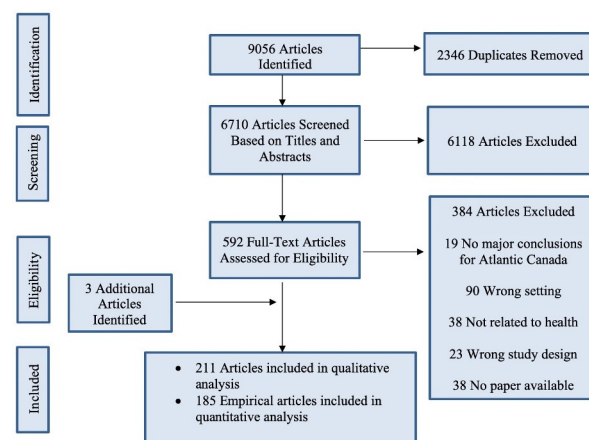 Identification
9056 Articles
Identified
2346 Duplicates Removed
Screening
6710 Articles Screened
Based on Titles and
Abstracts
6118 Articles Excluded
Eligibility
592 Full-Text Articles
Assessed for Eligibility
384 Articles Excluded
19 No major conclusions
for Atlantic Canada
90 Wrong setting
38 Not related to health
23 Wrong study design
38 No paper available
3 Additional
Articles
Identified
Included
• 211 Articles included in qualitative
analysis
• 185 Empirical articles included in
quantitative analysis